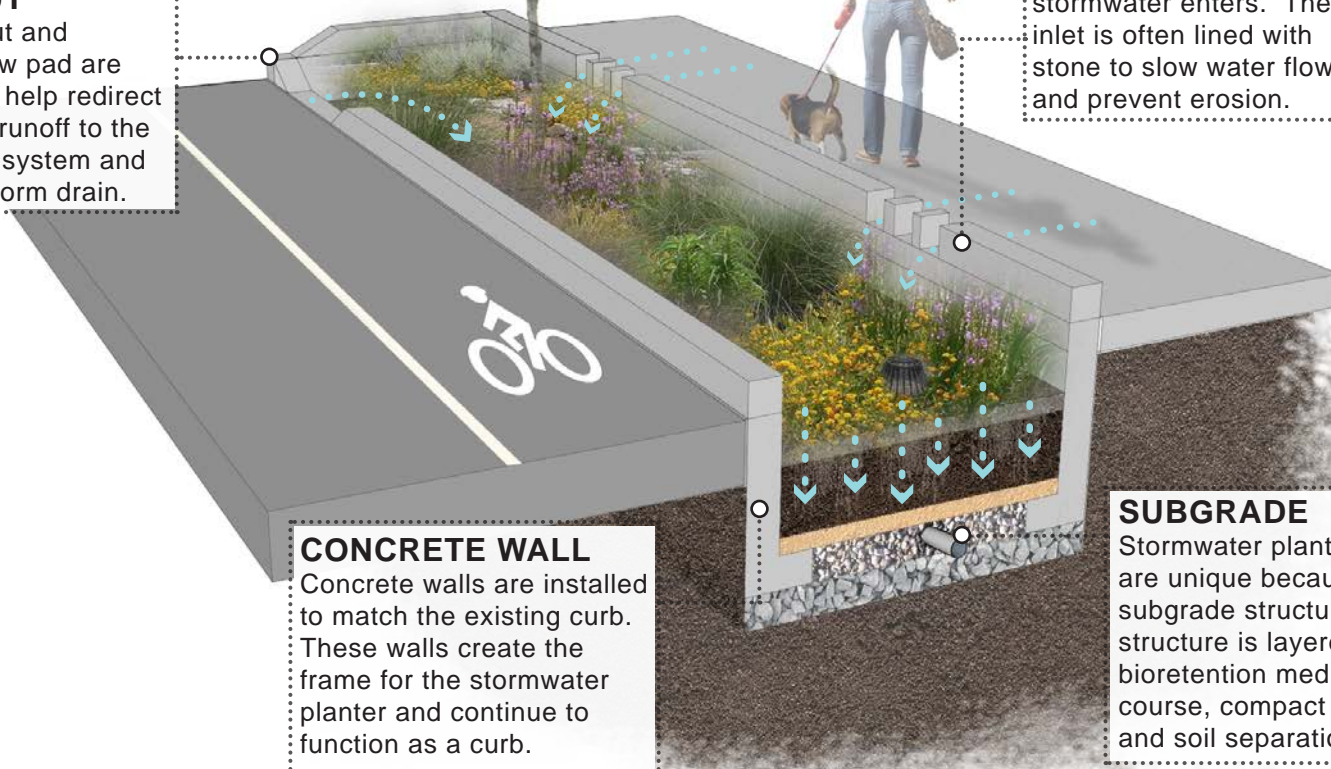 ut and
w pad are
help redirect
runoff to the
system and
orm drain.
stormwater enters. The
inlet is often lined with
stone to slow water flow
and prevent erosion.
CONCRETE WALL
Concrete walls are installed
to match the existing curb.
These walls create the
frame for the stormwater
planter and continue to
function as a curb.
SUBGRADE
Stormwater plant
are unique becau
subgrade structu
structure is layere
bioretention med
course, compact
and soil separatio